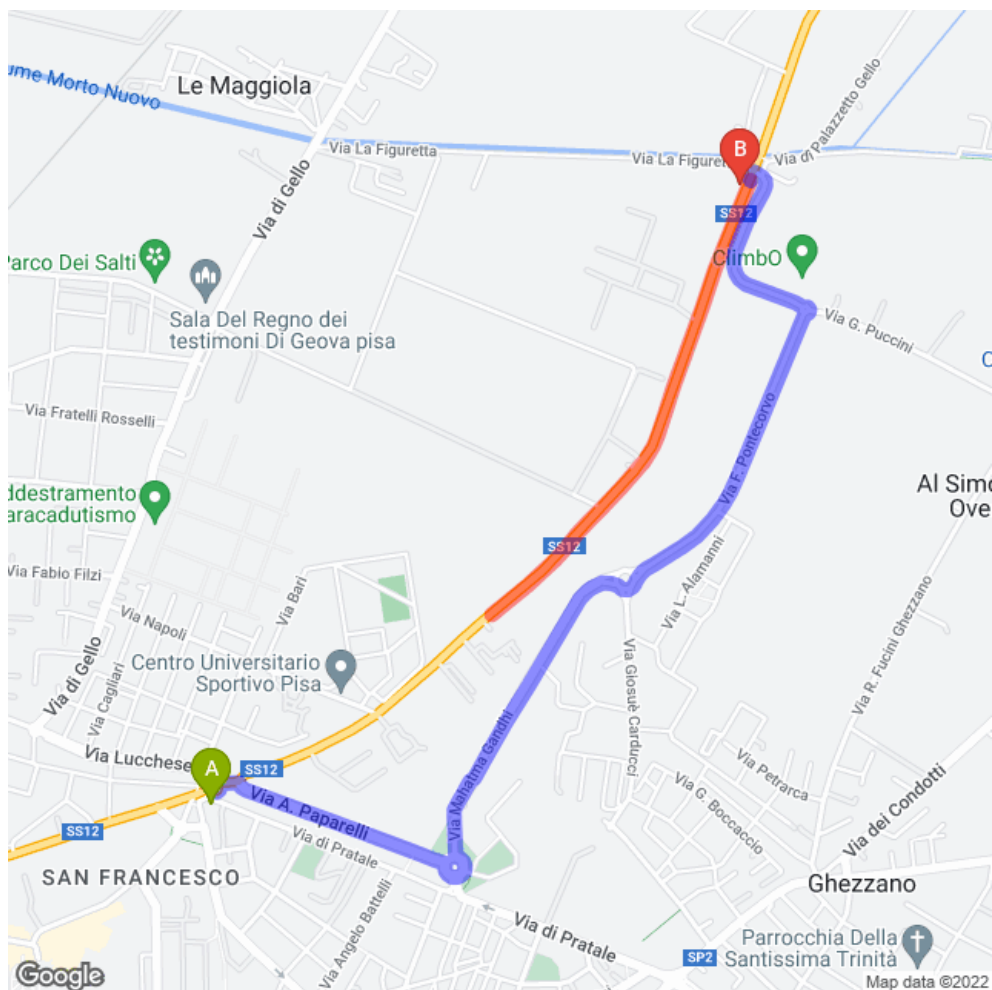 Le Maggiola
ume Morto Nuovo
Via La Figuretta
Via La Figure
B
Via di Palazzetto Gello
Via di Gello
SS12
ClimbO
Parco Dei Salti
Sala Del Regno dei
testimoni Di Geova pisa
Via G. Puccini
C
Via Fratelli Rosselli
Via F. Pontecorvo
ddestramento
aracadutismo
Al Simo
Ove
SS12
Via Fabio Filzi
Via Bari
Via L. Alamanni
Via Napoli
Via R. Fucini Ghezzano
Centro Universitario
Sportivo Pisa
Via Giosuè Carducci
Via di Gello
Via Cagliari
Via Mahatma Gandhi
Via Lucchese
A
SS12
Via Petrarca
Via A. Paparelli
Via G. Boccaccio
Via dei Condotti
SS12
Via di Pratale
SAN FRANCESCO
Ghezzano
Via Angelo Battelli
Via di Pratale
SP2
Parrocchia Della
Santissima Trinità
Google
Map data ©2022